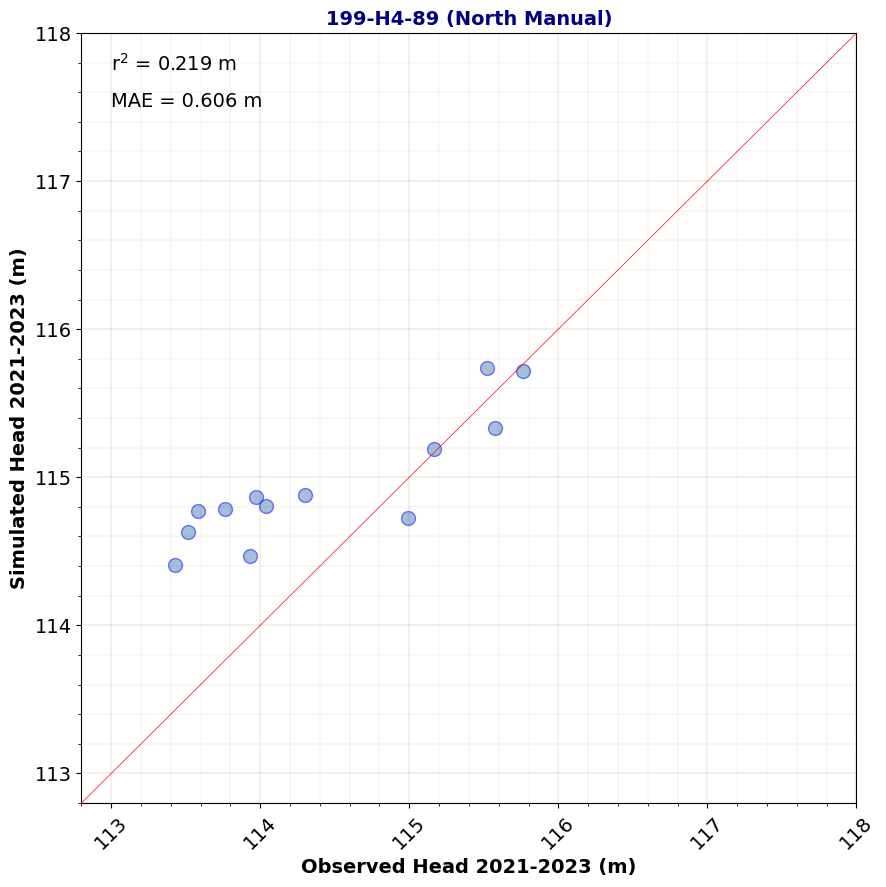 199-H4-89 (North Manual)
118
r² = 0.219 m
MAE = 0.606 m
117
116
115
114
113
Simulated Head 2021-2023 (m)
113
114
115
116
117
118
Observed Head 2021-2023 (m)